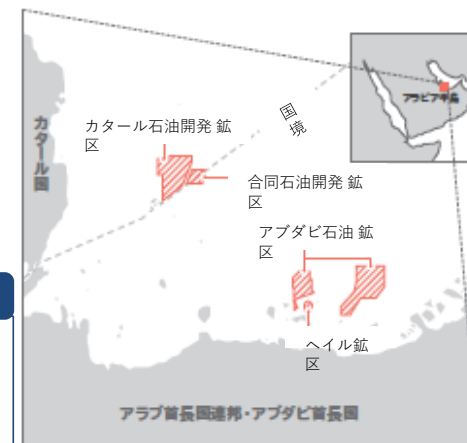 アラビア半島
国境
カタール国
カタール石油開発 鉱
区
合同石油開発 鉱
区
アブダビ石油 鉱
区
ヘイル鉱
区
アラブ首長国連邦・アブダビ首長国